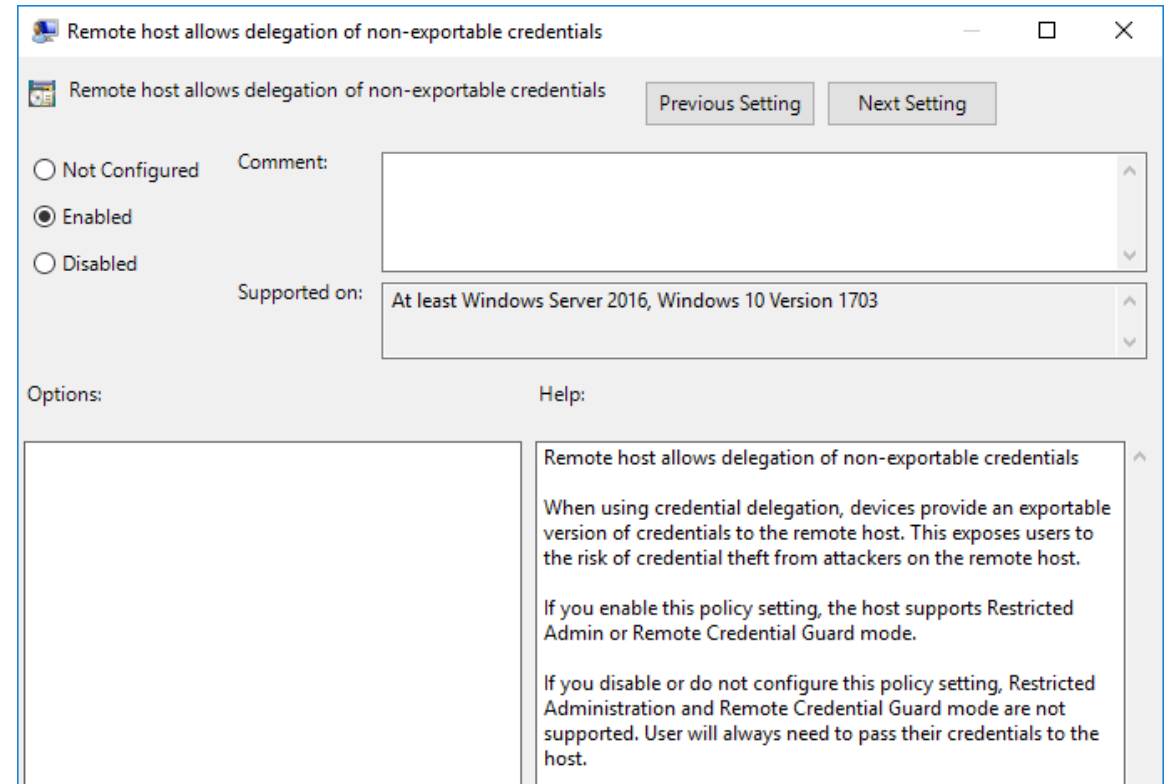 Remote host allows delegation of non-exportable credentials
Remote host allows delegation of non-exportable credentials
Previous Setting
Next Setting
Not Configured
Comment:
Enabled
Disabled
Supported on:
At least Windows Server 2016, Windows 10 Version 1703
Options:
Help:
Remote host allows delegation of non-exportable credentials
When using credential delegation, devices provide an exportable
version of credentials to the remote host. This exposes users to
the risk of credential theft from attackers on the remote host.
If you enable this policy setting, the host supports Restricted
Admin or Remote Credential Guard mode.
If you disable or do not configure this policy setting, Restricted
Administration and Remote Credential Guard mode are not
supported. User will always need to pass their credentials to the
host.